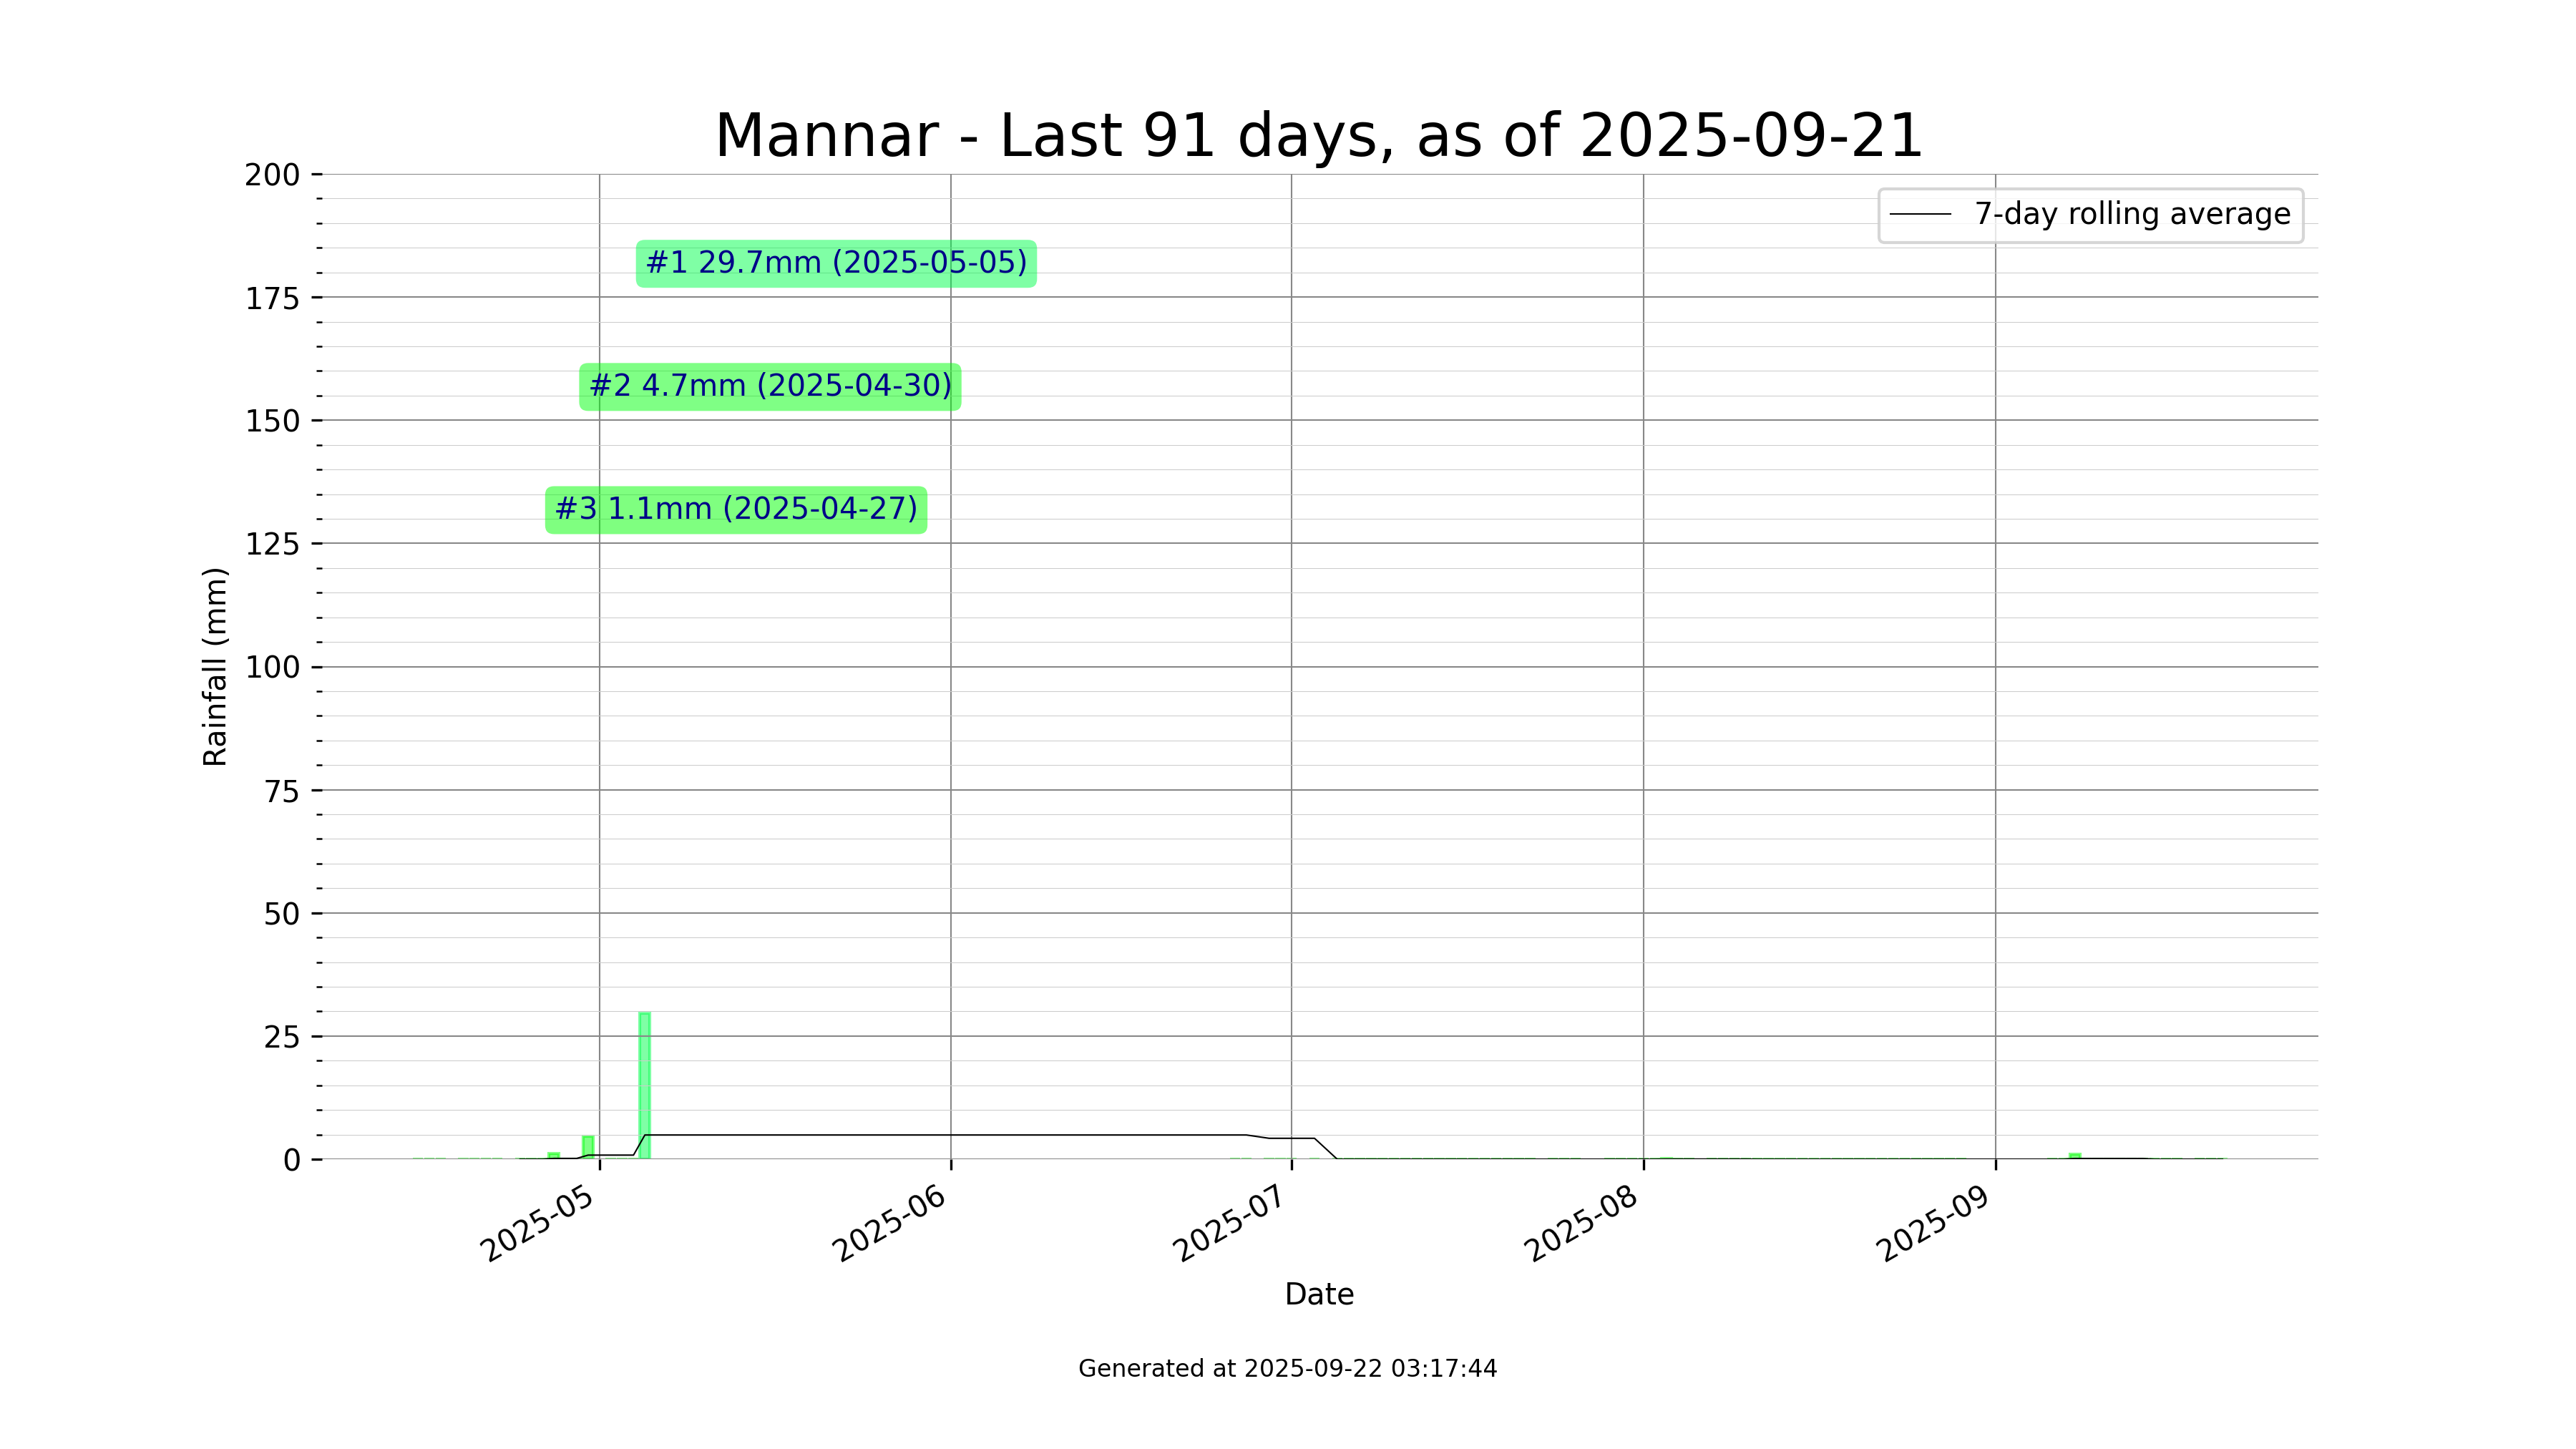 Mannar - Last 91 days, as of 2025-09-21
200
175
150
125
100
75
50
25
0
Rainfall (mm)
7-day rolling average
#1 29.7mm (2025-05-05)
#2 4.7mm (2025-04-30)
#3 1.1mm (2025-04-27)
2025-05
2025-06
2025-07
2025-08
2025-09
Date
Generated at 2025-09-22 03:17:44